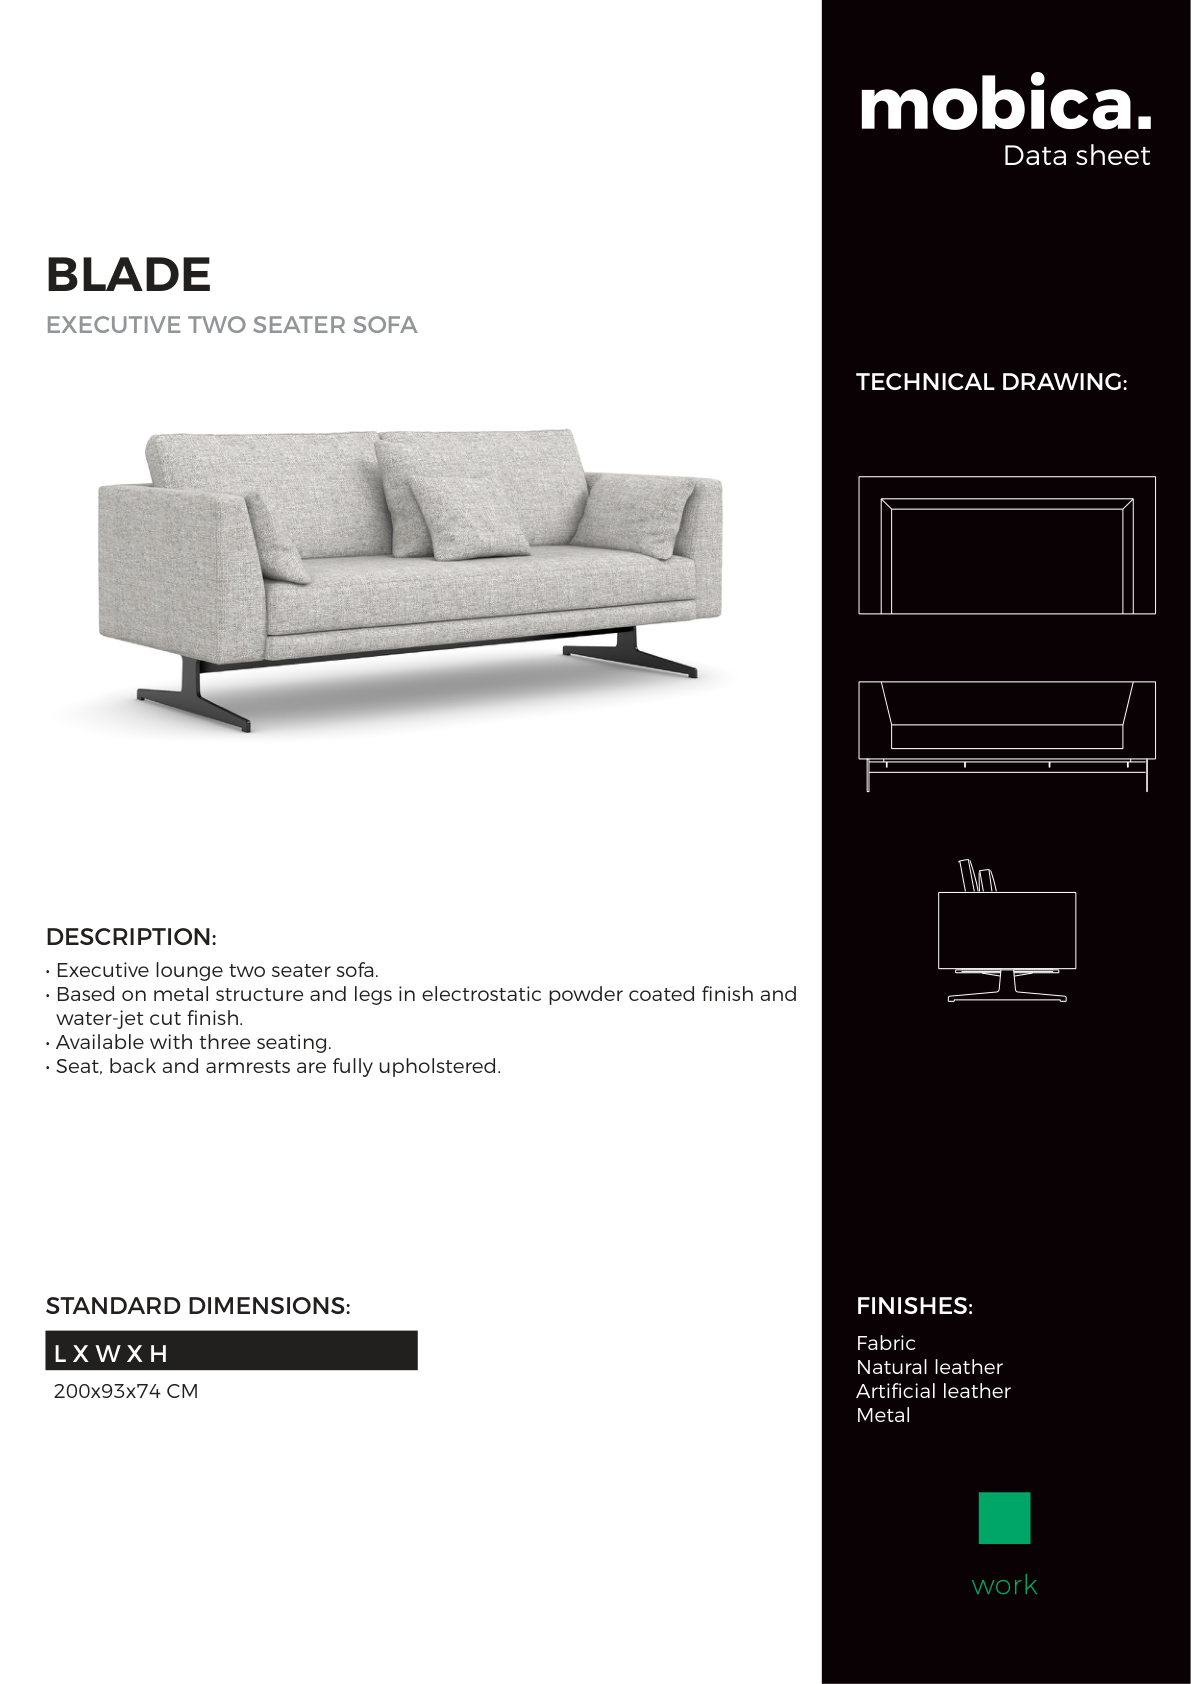 mobica.
Data sheet
BLADE
EXECUTIVE TWO SEATER SOFA
TECHNICAL DRAWING:
DESCRIPTION:
• Executive lounge two seater sofa.
• Based on metal structure and legs in electrostatic powder coated finish and
water-jet cut finish.
• Available with three seating.
• Seat, back and armrests are fully upholstered.
STANDARD DIMENSIONS:
L X W X H
200x93x74 CM
FINISHES:
Fabric
Natural leather
Artificial leather
Metal
work